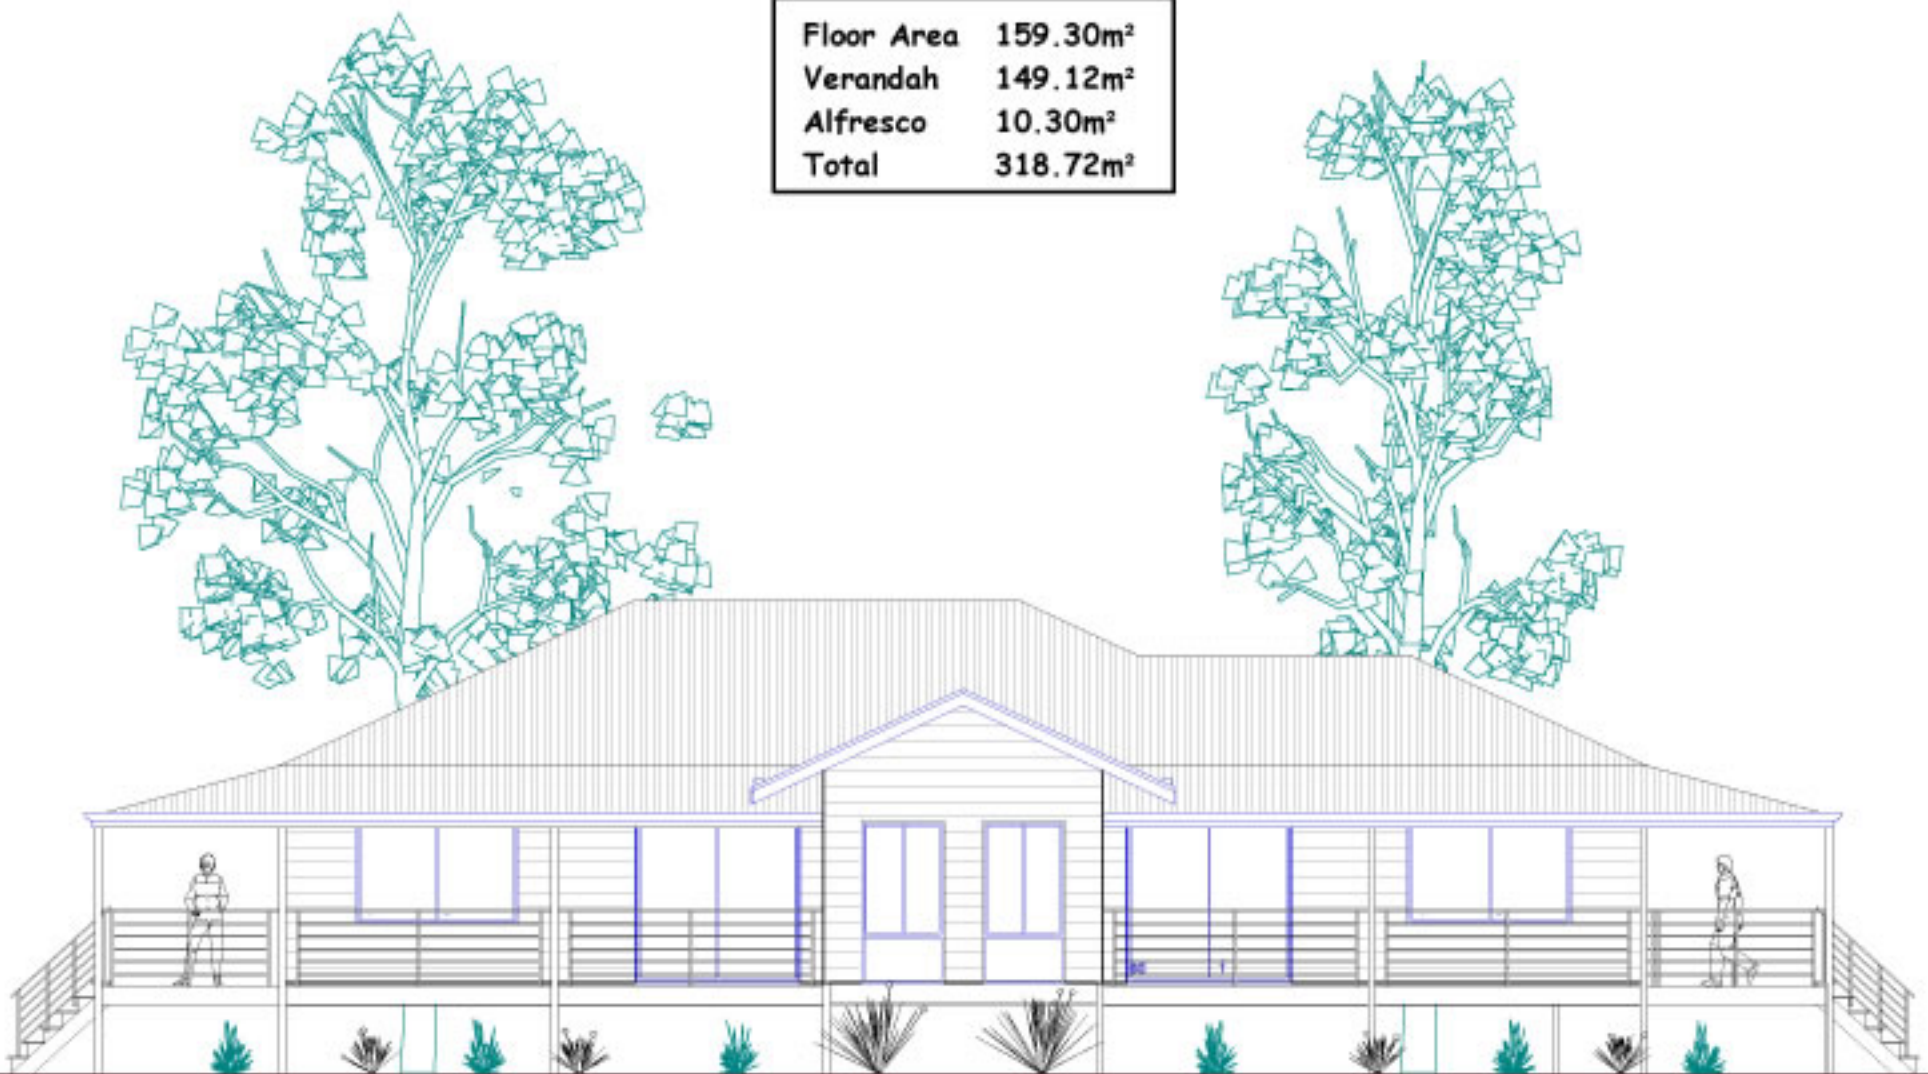 Floor Area 159.30m²
Verandah 149.12m²
Alfresco 10.30m²
Total 318.72m²